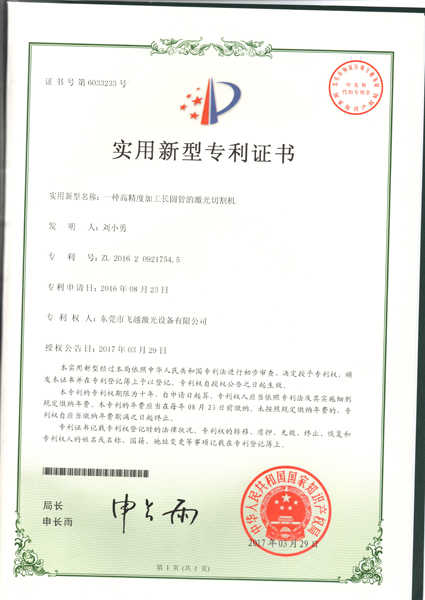 证书号第6033233号
实用新型专利证书
实用新型名称：一种高精度加工长圆管的激光切割机
发 明 人：刘小勇
专 利 号：ZL 2016 2 0921754.5
专利申请日：2016年08月23日
专 利 权 人：东莞市飞越激光设备有限公司
授权公告日：2017年03月29日
本实用新型经过本局依照中华人民共和国专利法进行初步审查，决定授予专利权，颁
发本证书并在专利登记簿上予以登记。专利权自授权公告之日起生效。
本专利的专利权期限为十年，自申请日起算。专利权人应当依照专利法及其实施细则
规定缴纳年费。本专利的年费应当在每年08月23日前缴纳。未按照规定缴纳年费的，专
利权自应当缴纳年费期满之日起终止。
专利证书记载专利权登记时的法律状况。专利权的转移、质押、无效、终止、恢复和
专利权人的姓名或名称、国籍、地址变更等事项记载在专利登记簿上。
局长
申长雨
申长雨
中华人民共和国国家知识产权局
2017年03月29日
第1页(共1页)